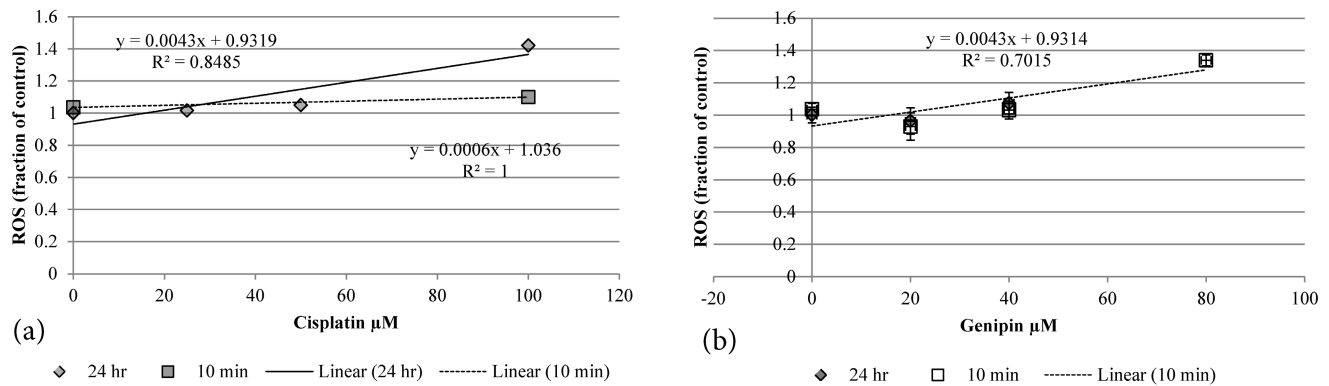 1.6
1.4
1.2
1
0.8
0.6
0.4
0.2
0
ROS (fraction of control)
y = 0.0043x + 0.9319
R² = 0.8485
y = 0.0006x + 1.036
R² = 1
0 20 40 60 80 100 120
Cisplatin µM
(a)
24 hr 10 min Linear (24 hr) Linear (10 min)
1.6
1.4
1.2
1
0.8
0.6
0.4
0.2
0
ROS (fraction of control)
y = 0.0043x + 0.9314
R² = 0.7015
-20 0 20 40 60 80 100
Genipin µM
(b)
24 hr 10 min Linear (10 min)